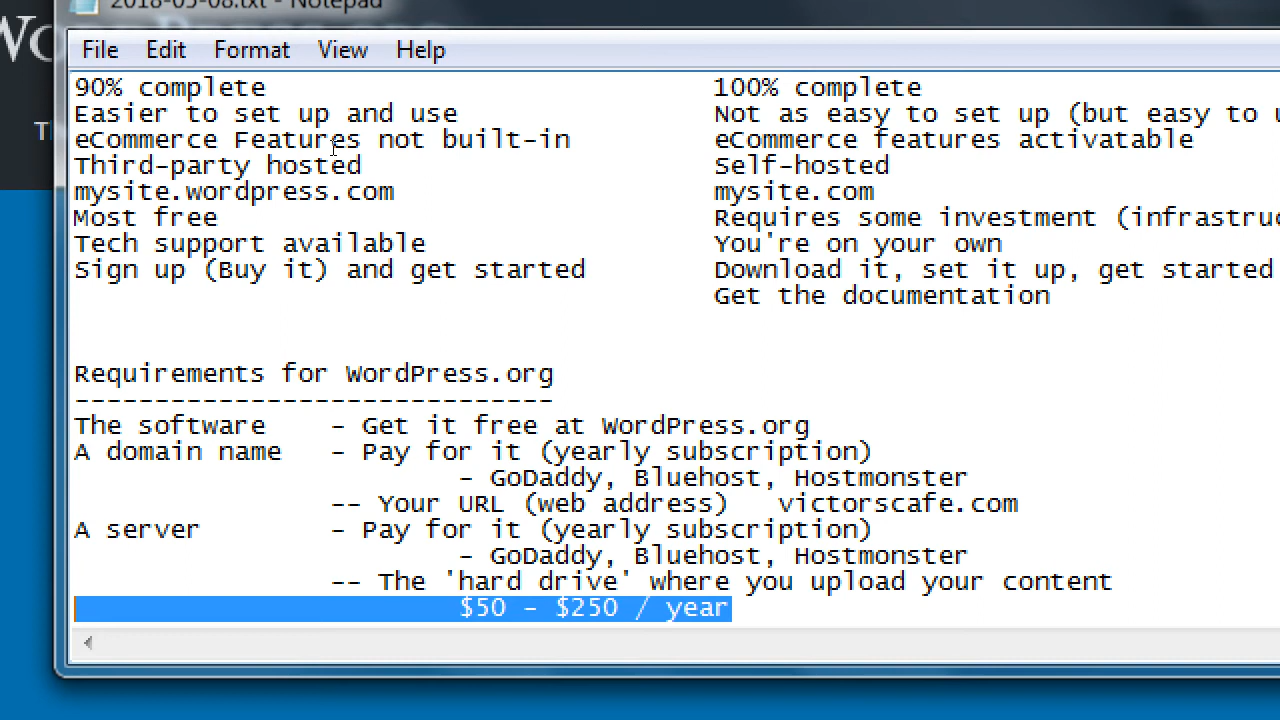 2018-05-08.txt - Notepad
File Edit Format View Help
90% complete 100% complete
Easier to set up and use Not as easy to set up (but easy to u
eCommerce Features not built-in eCommerce features activatable
Third-party hosted Self-hosted
mysite.wordpress.com mysite.com
Most free Requires some investment (infrastruc
Tech support available You're on your own
Sign up (Buy it) and get started Download it, set it up, get started
Get the documentation
Requirements for WordPress.org
------------------------------
The software - Get it free at WordPress.org
A domain name - Pay for it (yearly subscription)
- GoDaddy, Bluehost, Hostmonster
-- Your URL (web address) victorscafe.com
A server - Pay for it (yearly subscription)
- GoDaddy, Bluehost, Hostmonster
-- The 'hard drive' where you upload your content
$50 - $250 / year